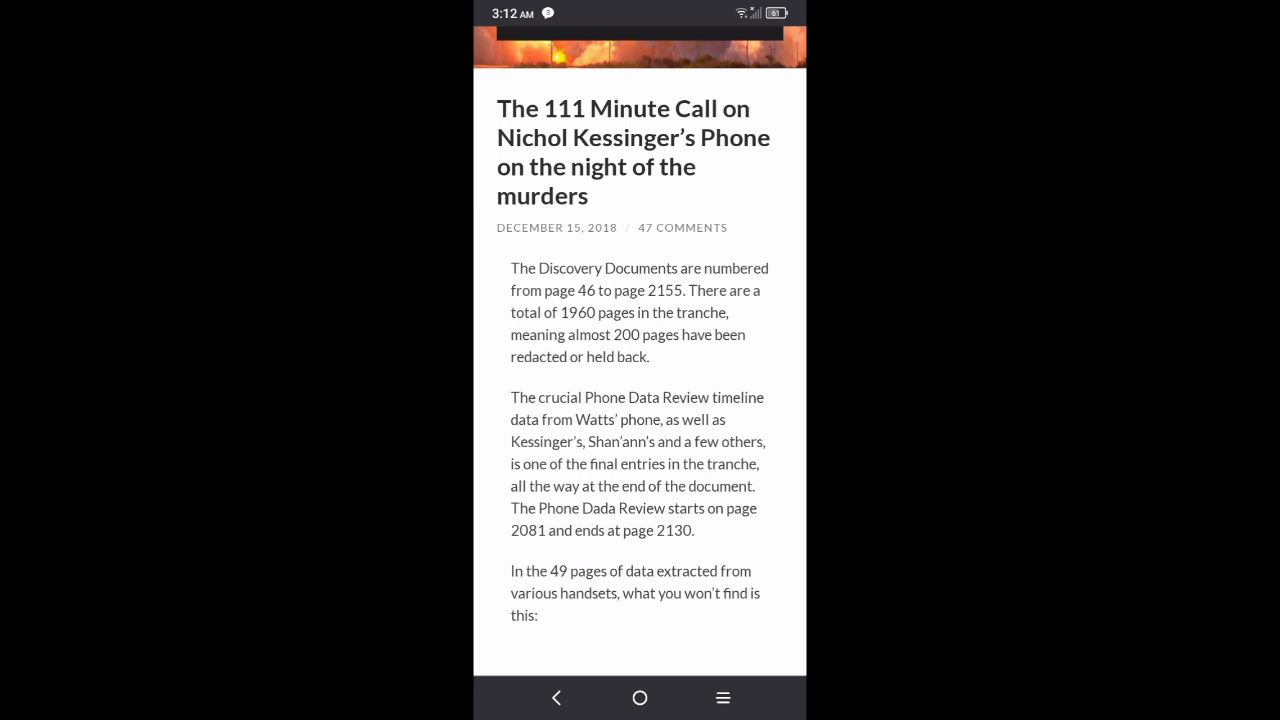 3:12 AM 3
61
The 111 Minute Call on
Nichol Kessinger’s Phone
on the night of the
murders
DECEMBER 15, 2018 / 47 COMMENTS
The Discovery Documents are numbered
from page 46 to page 2155. There are a
total of 1960 pages in the tranche,
meaning almost 200 pages have been
redacted or held back.
The crucial Phone Data Review timeline
data from Watts’ phone, as well as
Kessinger’s, Shan’ann’s and a few others,
is one of the final entries in the tranche,
all the way at the end of the document.
The Phone Dada Review starts on page
2081 and ends at page 2130.
In the 49 pages of data extracted from
various handsets, what you won’t find is
this: